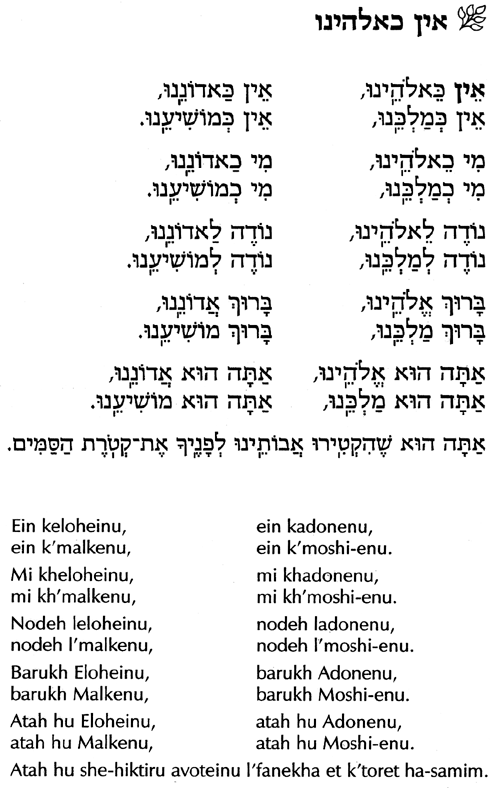 אין כאלהינו
אֵין כֵּאלֹהֵֽינוּ, אֵין כַּאדוֹנֵֽנוּ,
אֵין כְּמַלְכֵּֽנוּ, אֵין כְּמוֹשִׁיעֵֽנוּ.
מִי כֵאלֹהֵֽינוּ, מִי כַאדוֹנֵֽנוּ,
מִי כְמַלְכֵּֽנוּ, מִי כְמוֹשִׁיעֵֽנוּ.
נוֹדֶה לֵאלֹהֵֽינוּ, נוֹדֶה לַאדוֹנֵֽנוּ,
נוֹדֶה לְמַלְכֵּֽנוּ, נוֹדֶה לְמוֹשִׁיעֵֽנוּ.
בָּרוּךְ אֱלֹהֵֽינוּ, בָּרוּךְ אֲדוֹנֵֽנוּ,
בָּרוּךְ מַלְכֵּֽנוּ, בָּרוּךְ מוֹשִׁיעֵֽנוּ.
אַתָּה הוּא אֱלֹהֵֽינוּ, אַתָּה הוּא אֲדוֹנֵֽנוּ,
אַתָּה הוּא מַלְכֵּֽנוּ, אַתָּה הוּא מוֹשִׁיעֵֽנוּ.
אַתָּה הוּא שֶׁהִקְטִֽירוּ אֲבוֹתֵֽינוּ לְפָנֶֽיךָ אֶת־קְטֹֽרֶת הַסַּמִּים.
Ein keloheinu, ein kadonenu,
ein k’malkenu, ein k’moshi-enu.
Mi kheloheinu, mi khadonenu,
mi kh’malkenu, mi kh’moshi-enu.
Nodeh leloheinu, nodeh ladonenu,
nodeh l’malkenu, nodeh l’moshi-enu.
Barukh Eloheinu, barukh Adonenu,
barukh Malkenu, barukh Moshi-enu.
Atah hu Eloheinu, atah hu Adonenu,
atah hu Malkenu, atah hu Moshi-enu.
Atah hu she-hiktiru avoteinu l’fanekha et k’toret ha-samim.